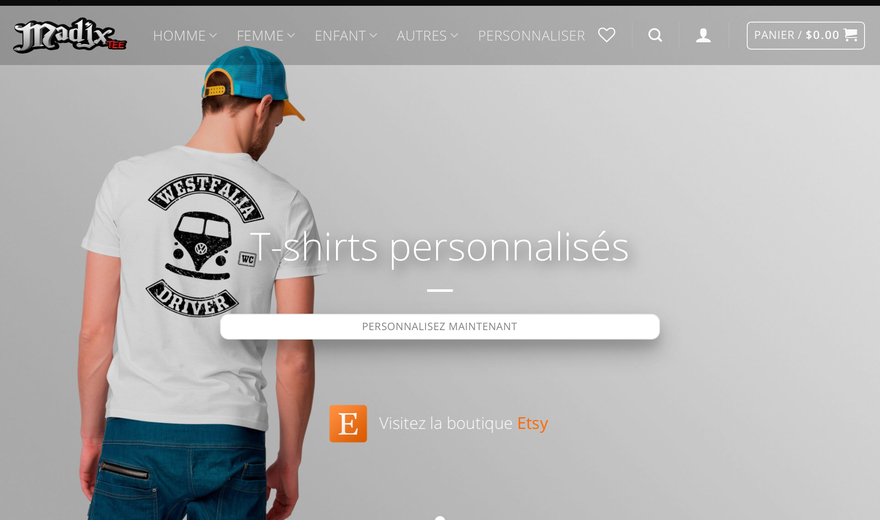 Madix TEE
HOMME FEMME ENFANT AUTRES PERSONNALISER
PANIER / $0.00
WESTFALIA
VW
WC
DRIVER
T-shirts personnalisés
PERSONNALISEZ MAINTENANT
E Visitez la boutique Etsy